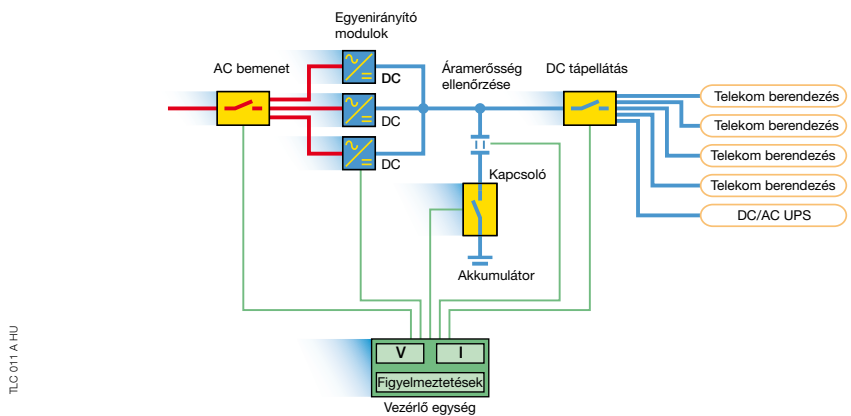 Egyenirányító
modulok
AC bemenet
DC
Áramerősség
ellenőrzése
DC tápellátás
Telekom berendezés
DC
Telekom berendezés
DC
Telekom berendezés
Kapcsoló
Telekom berendezés
DC/AC UPS
Akkumulátor
V
I
Figyelmeztetések
Vezérlő egység
TLC 011 A HU